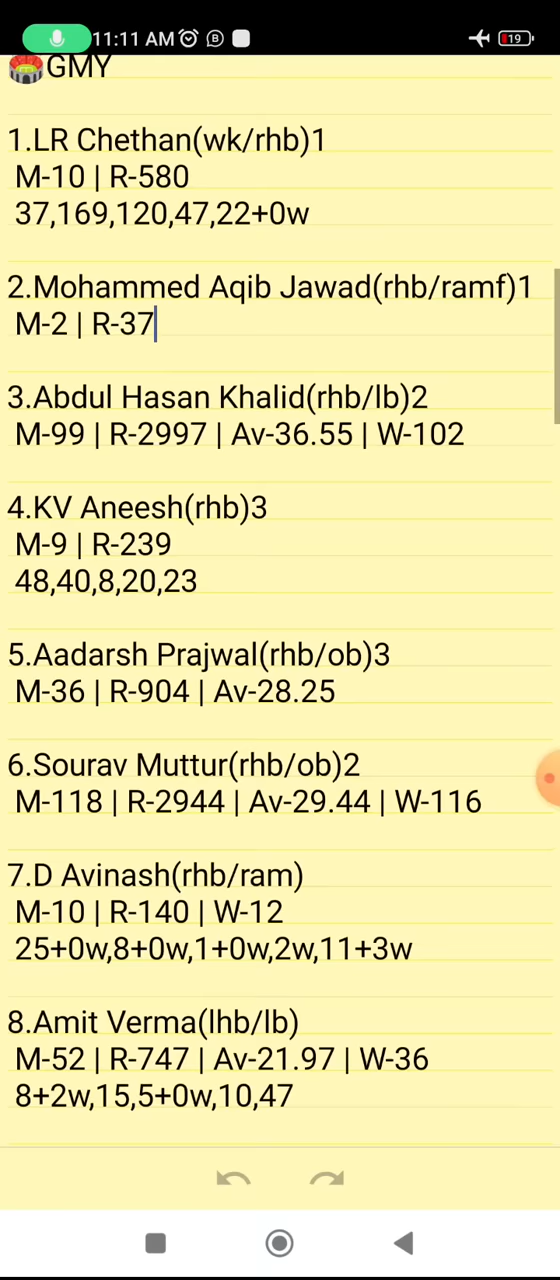 11:11 AM B 19
GMY
1.LR Chethan(wk/rhb)1
M-10 | R-580
37,169,120,47,22+0w
2.Mohammed Aqib Jawad(rhb/ramf)1
M-2 | R-37
3.Abdul Hasan Khalid(rhb/lb)2
M-99 | R-2997 | Av-36.55 | W-102
4.KV Aneesh(rhb)3
M-9 | R-239
48,40,8,20,23
5.Aadarsh Prajwal(rhb/ob)3
M-36 | R-904 | Av-28.25
6.Sourav Muttur(rhb/ob)2
M-118 | R-2944 | Av-29.44 | W-116
7.D Avinash(rhb/ram)
M-10 | R-140 | W-12
25+0w,8+0w,1+0w,2w,11+3w
8.Amit Verma(lhb/lb)
M-52 | R-747 | Av-21.97 | W-36
8+2w,15,5+0w,10,47